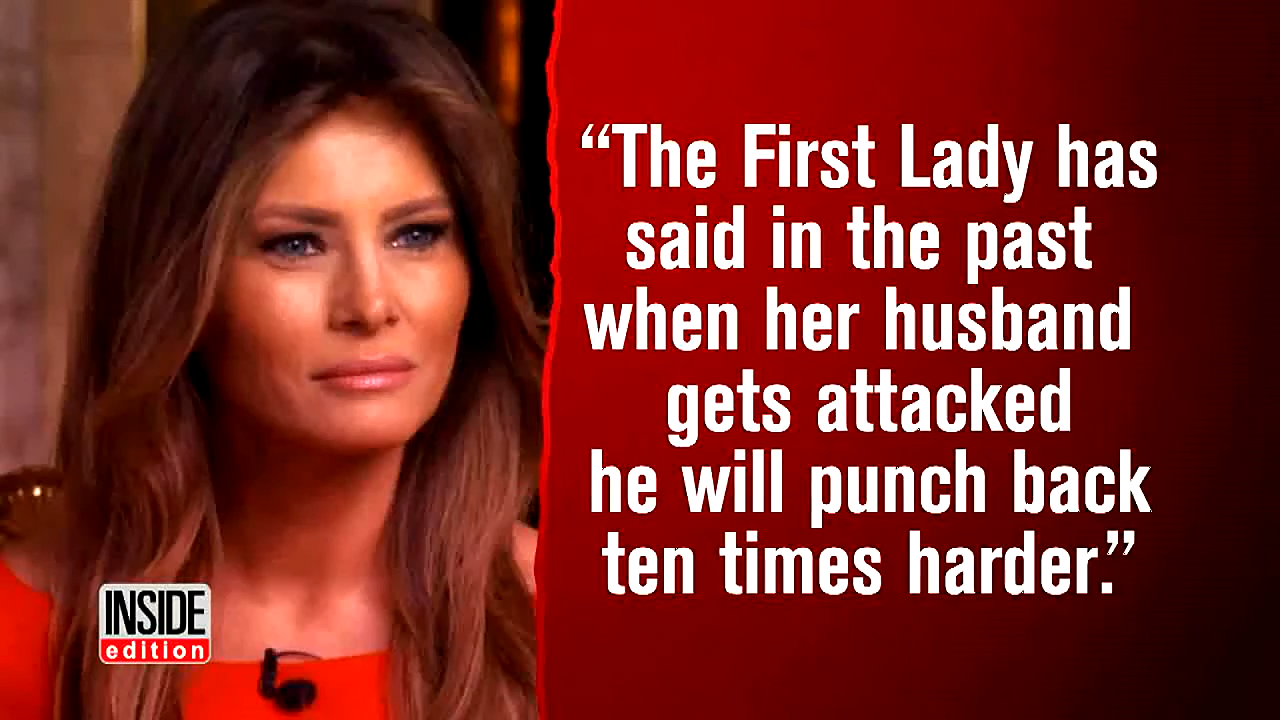 “The First Lady has
said in the past
when her husband
gets attacked
he will punch back
ten times harder.”
INSIDE
edition